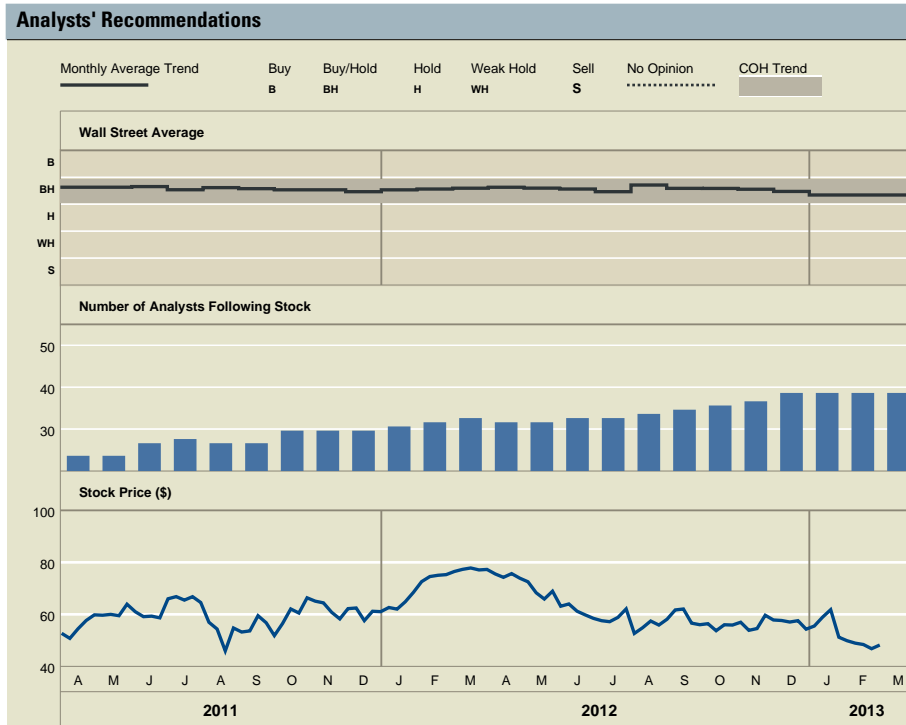 Analysts' Recommendations
Monthly Average Trend Buy Buy/Hold Hold Weak Hold Sell No Opinion COH Trend
B BH H WH S
Wall Street Average
B
BH
H
WH
S
Number of Analysts Following Stock
50
40
30
Stock Price ($)
100
80
60
40
A M J J A S O N D J F M A M J J A S O N D J F M
2011 2012 2013